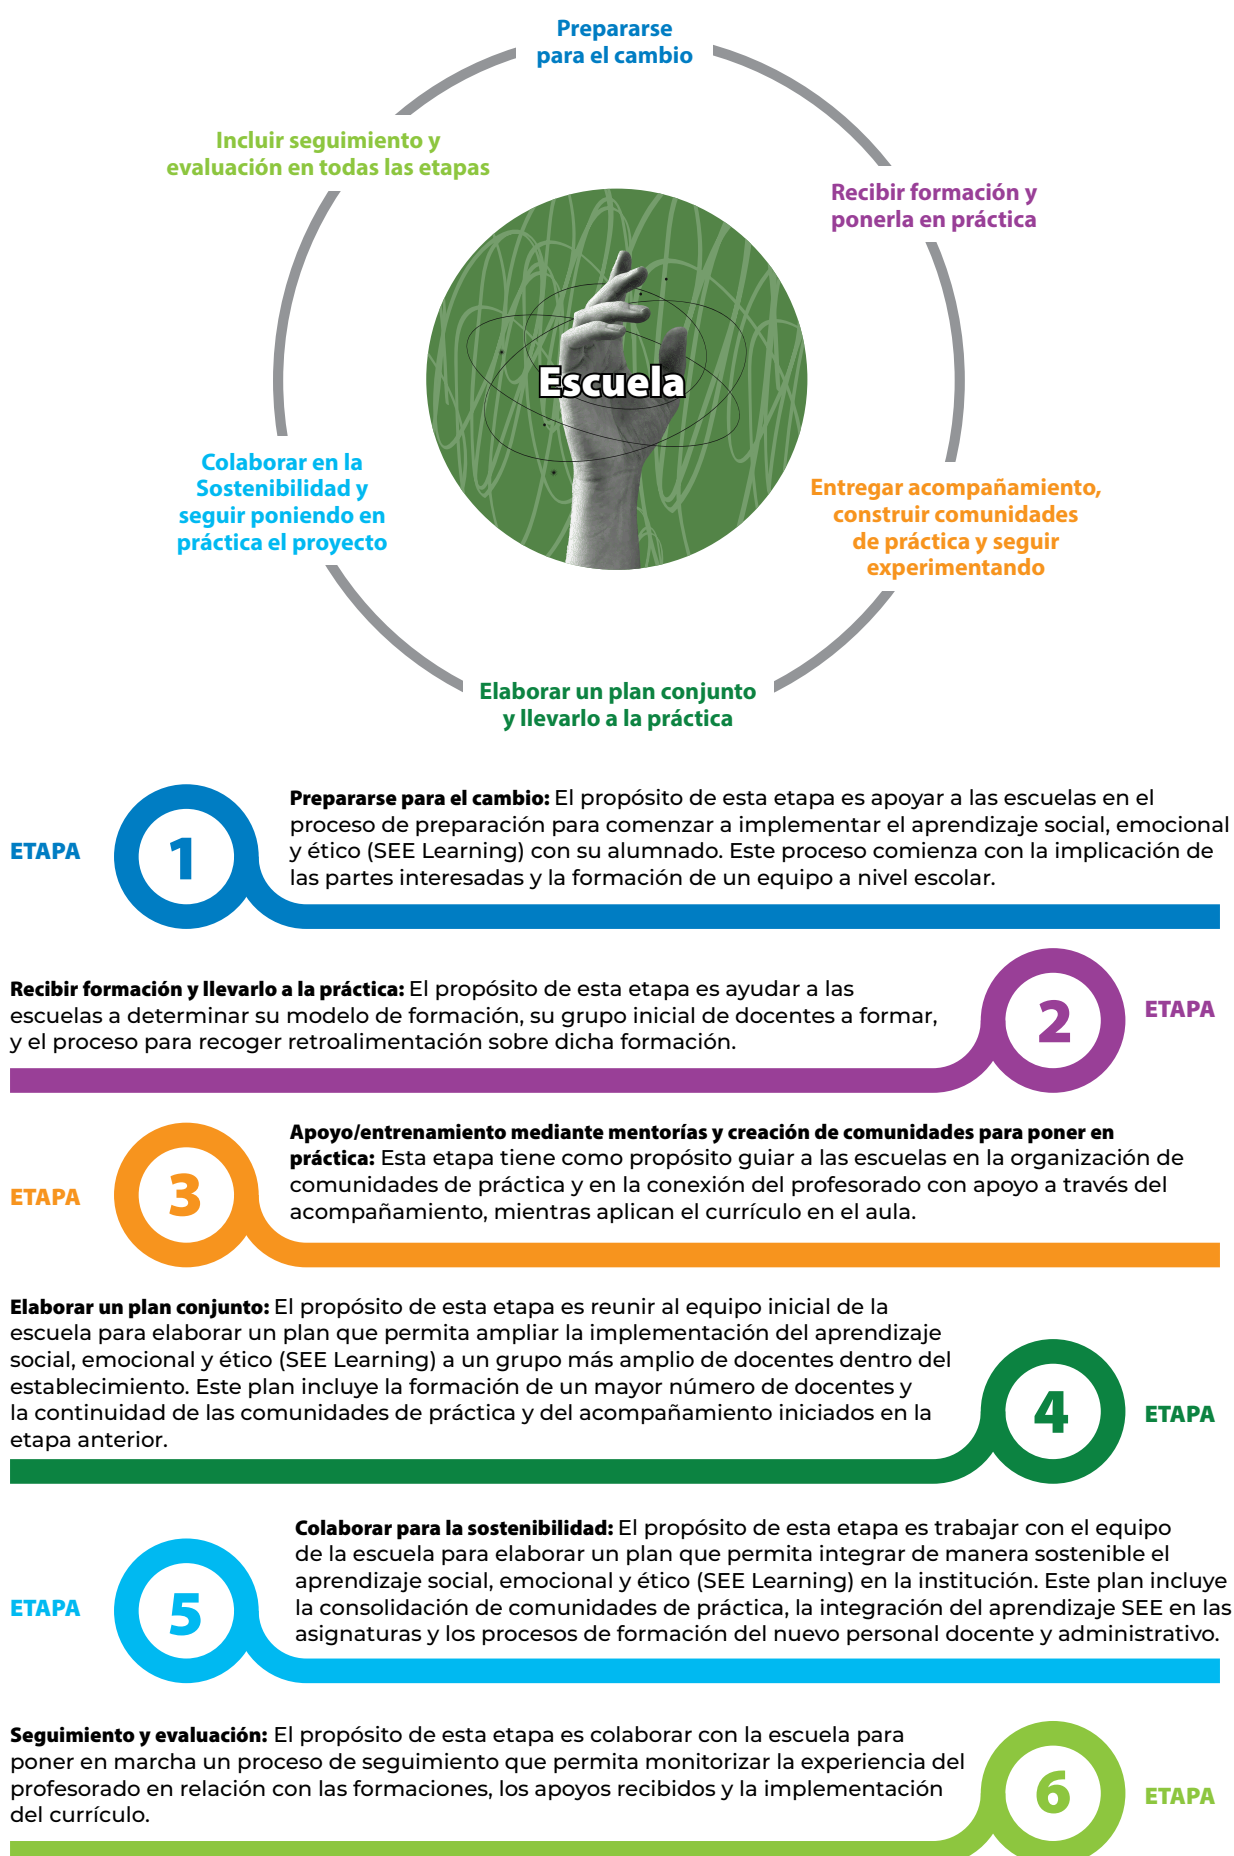 Prepararse
para el cambio
Incluir seguimiento y
evaluación en todas las etapas
Recibir formación y
ponerla en práctica
Escuela
Colaborar en la
Sostenibilidad y
seguir poniendo en
práctica el proyecto
Entregar acompañamiento,
construir comunidades
de práctica y seguir
experimentando
Elaborar un plan conjunto
y llevarlo a la práctica
ETAPA
1
Prepararse para el cambio: El propósito de esta etapa es apoyar a las escuelas en el
proceso de preparación para comenzar a implementar el aprendizaje social, emocional
y ético (SEE Learning) con su alumnado. Este proceso comienza con la implicación de
las partes interesadas y la formación de un equipo a nivel escolar.
Recibir formación y llevarlo a la práctica: El propósito de esta etapa es ayudar a las
escuelas a determinar su modelo de formación, su grupo inicial de docentes a formar,
y el proceso para recoger retroalimentación sobre dicha formación.
2
ETAPA
ETAPA
3
Apoyo/entrenamiento mediante mentorías y creación de comunidades para poner en
práctica: Esta etapa tiene como propósito guiar a las escuelas en la organización de
comunidades de práctica y en la conexión del profesorado con apoyo a través del
acompañamiento, mientras aplican el currículo en el aula.
Elaborar un plan conjunto: El propósito de esta etapa es reunir al equipo inicial de la
escuela para elaborar un plan que permita ampliar la implementación del aprendizaje
social, emocional y ético (SEE Learning) a un grupo más amplio de docentes dentro del
establecimiento. Este plan incluye la formación de un mayor número de docentes y
la continuidad de las comunidades de práctica y del acompañamiento iniciados en la
etapa anterior.
4
ETAPA
ETAPA
5
Colaborar para la sostenibilidad: El propósito de esta etapa es trabajar con el equipo
de la escuela para elaborar un plan que permita integrar de manera sostenible el
aprendizaje social, emocional y ético (SEE Learning) en la institución. Este plan incluye
la consolidación de comunidades de práctica, la integración del aprendizaje SEE en las
asignaturas y los procesos de formación del nuevo personal docente y administrativo.
Seguimiento y evaluación: El propósito de esta etapa es colaborar con la escuela para
poner en marcha un proceso de seguimiento que permita monitorizar la experiencia del
profesorado en relación con las formaciones, los apoyos recibidos y la implementación
del currículo.
6
ETAPA